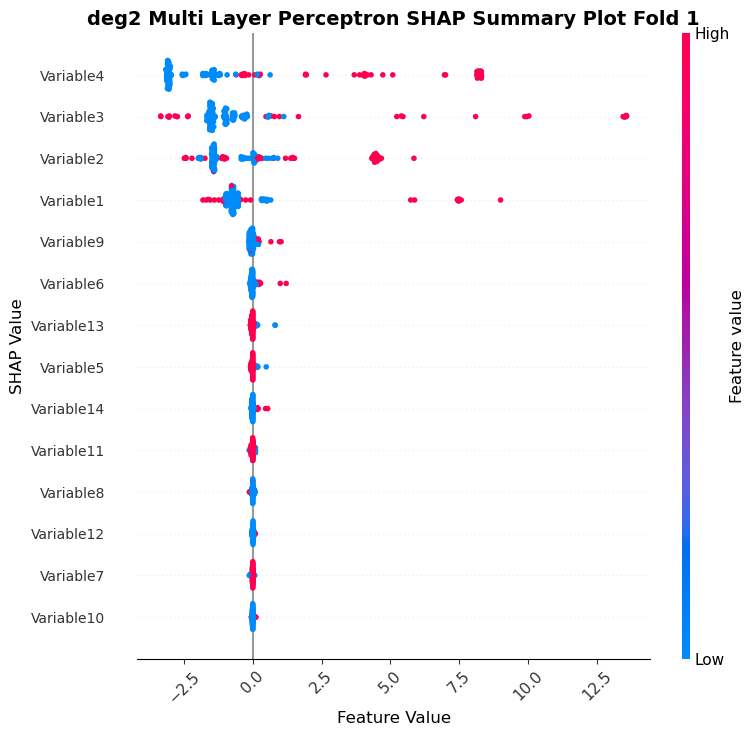 deg2 Multi Layer Perceptron SHAP Summary Plot Fold 1
High
Variable4
Variable3
Variable2
Variable1
Variable9
Variable6
Variable13
Variable5
Variable14
Variable11
Variable8
Variable12
Variable7
Variable10
SHAP Value
Feature value
Low
−2.5 0.0 2.5 5.0 7.5 10.0 12.5
Feature Value